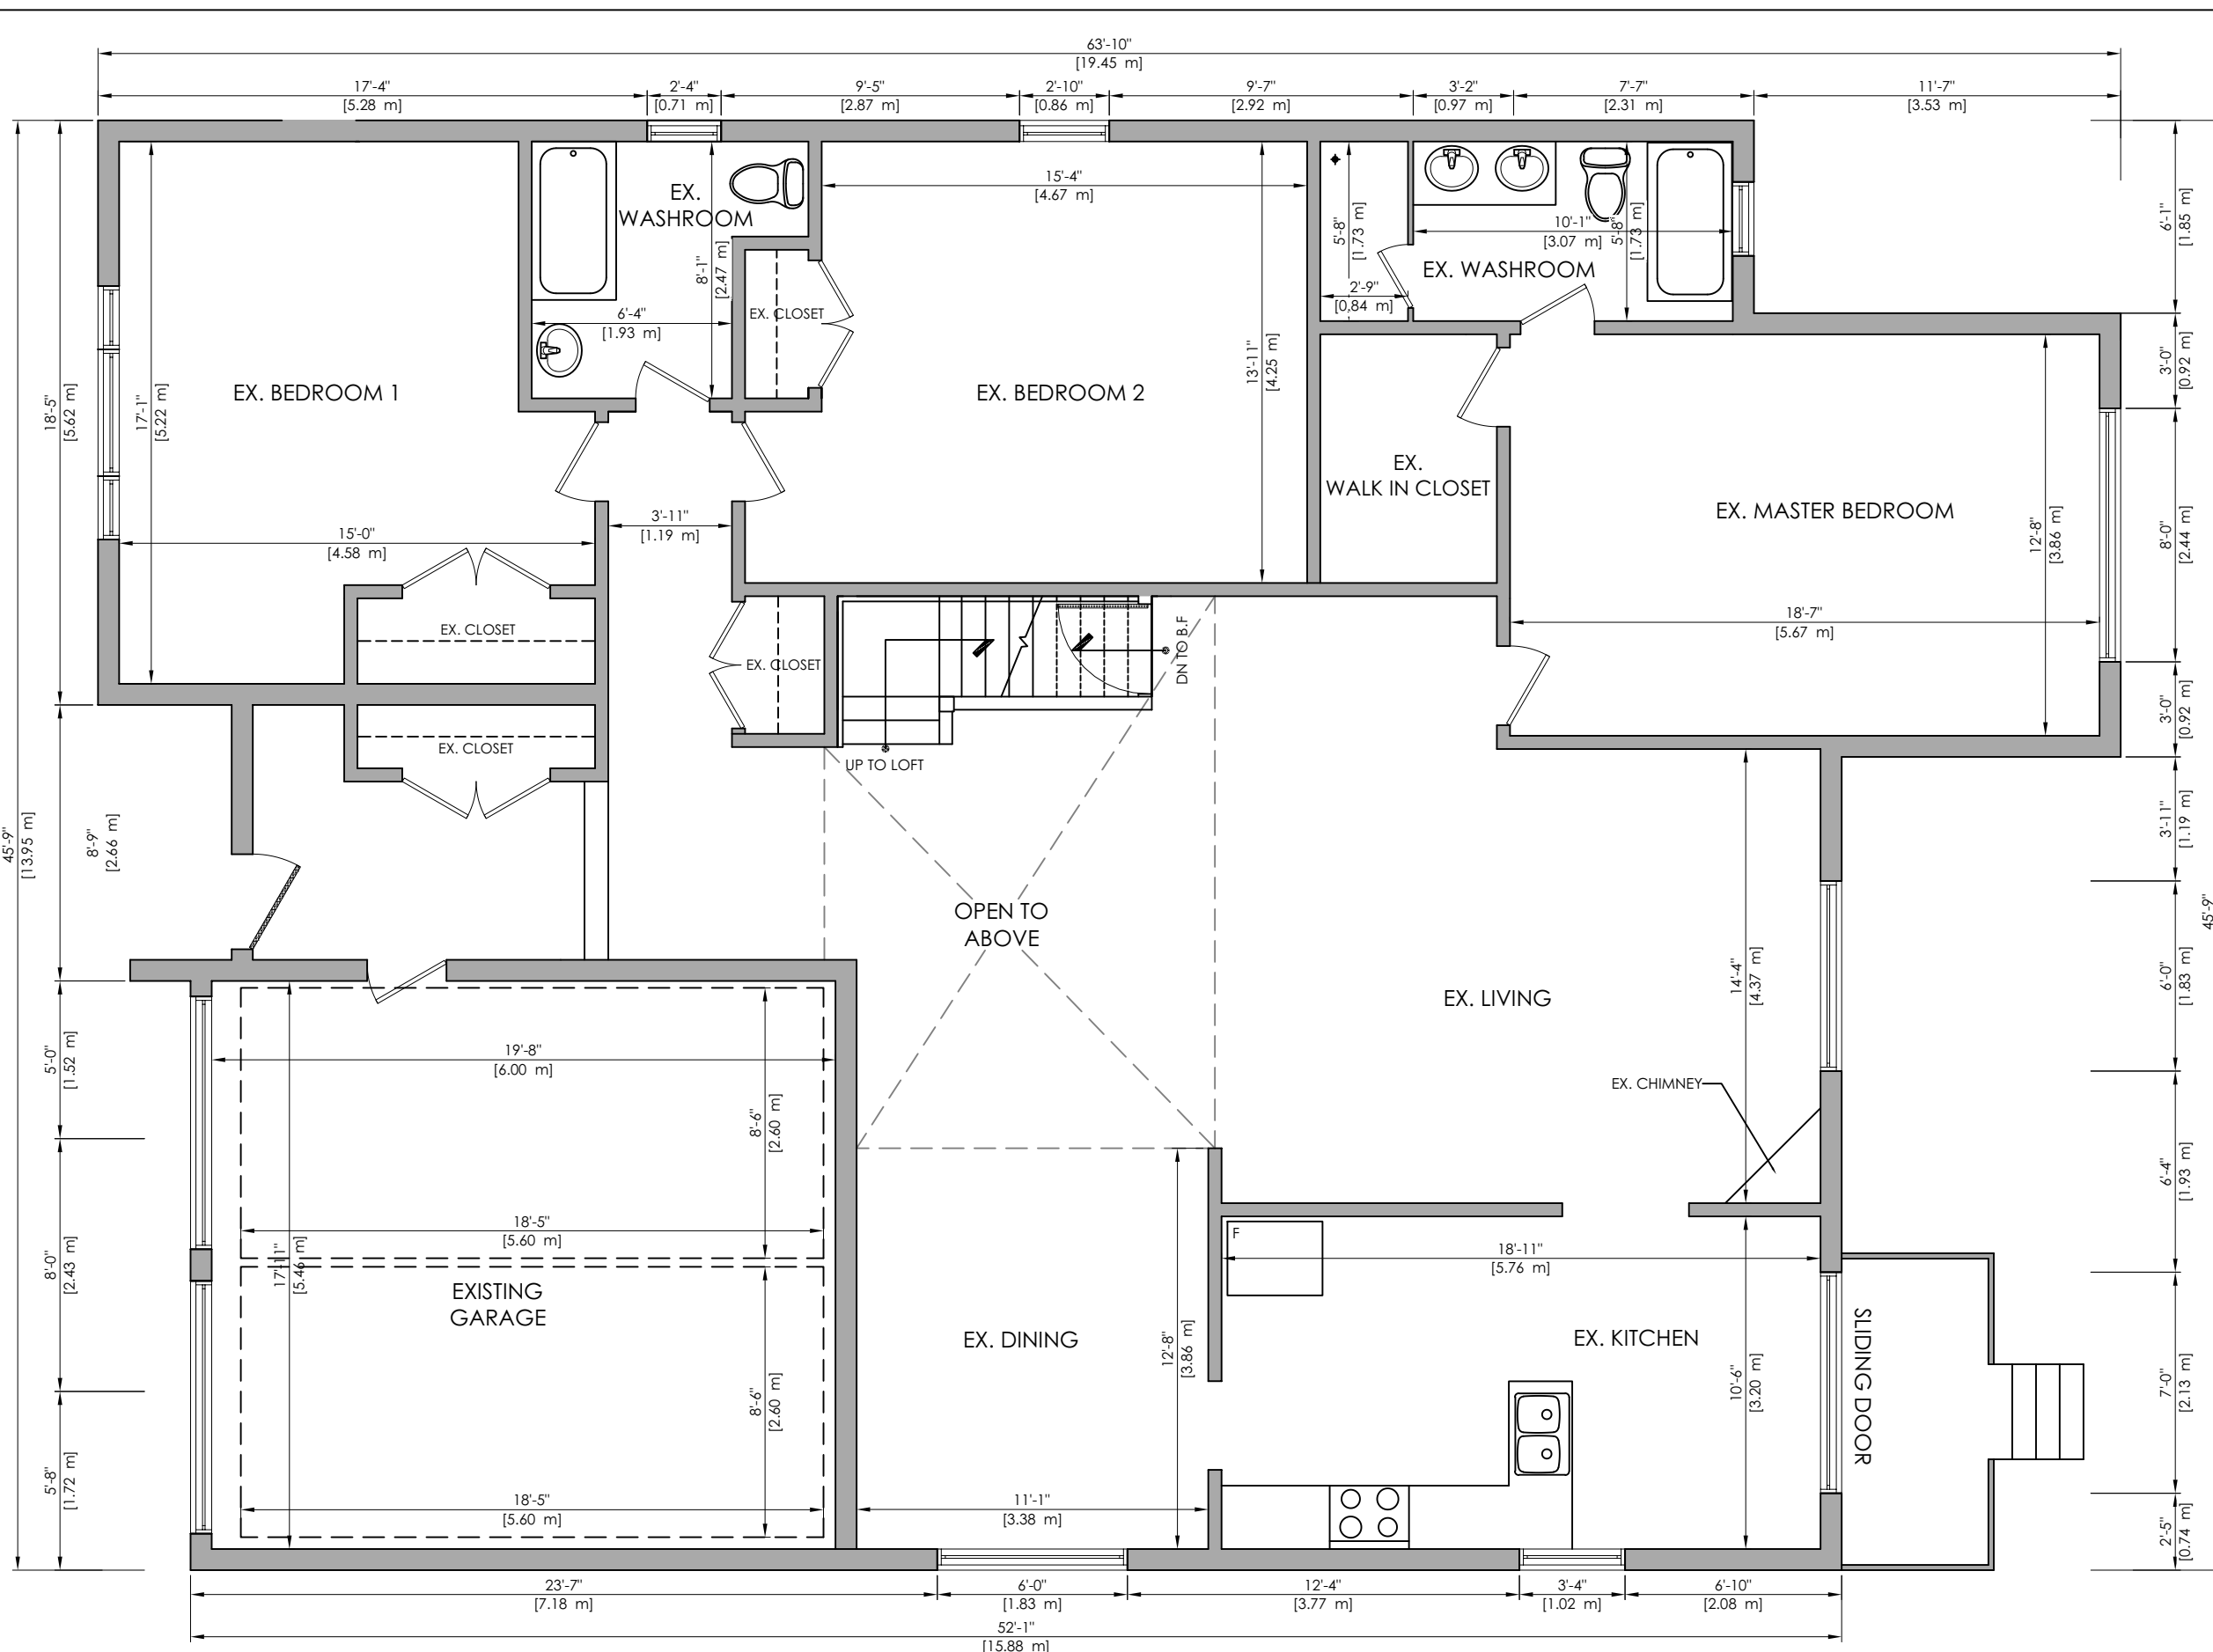 63'-10"
[19.45 m]
17'-4"
[5.28 m]
2'-4"
[0.71 m]
9'-5"
[2.87 m]
2'-10"
[0.86 m]
9'-7"
[2.92 m]
3'-2"
[0.97 m]
7'-7"
[2.31 m]
11'-7"
[3.53 m]
45'-9"
[13.95 m]
18'-5"
[5.62 m]
8'-9"
[2.66 m]
5'-0"
[1.52 m]
8'-0"
[2.43 m]
5'-8"
[1.72 m]
17'-1"
[5.22 m]
EX. BEDROOM 1
15'-0"
[4.58 m]
EX. CLOSET
EX. CLOSET
EX.
WASHROOM
8'-1"
[2.47 m]
6'-4"
[1.93 m]
EX. CLOSET
3'-11"
[1.19 m]
EX. CLOSET
15'-4"
[4.67 m]
EX. BEDROOM 2
13'-11"
[4.25 m]
5'-8"
[1.73 m]
2'-9"
[0.84 m]
10'-1"
[3.07 m]
5'-8"
[1.73 m]
EX. WASHROOM
EX.
WALK IN CLOSET
EX. MASTER BEDROOM
12'-8"
[3.86 m]
18'-7"
[5.67 m]
DN TO B.F
UP TO LOFT
OPEN TO
ABOVE
EX. LIVING
14'-4"
[4.37 m]
EX. CHIMNEY
19'-8"
[6.00 m]
8'-6"
[2.60 m]
18'-5"
[5.60 m]
17'-11"
[5.46 m]
EXISTING
GARAGE
8'-6"
[2.60 m]
18'-5"
[5.60 m]
EX. DINING
12'-8"
[3.86 m]
11'-1"
[3.38 m]
F
18'-11"
[5.76 m]
EX. KITCHEN
10'-6"
[3.20 m]
SLIDING DOOR
6'-1"
[1.85 m]
3'-0"
[0.92 m]
8'-0"
[2.44 m]
3'-0"
[0.92 m]
3'-11"
[1.19 m]
6'-0"
[1.83 m]
6'-4"
[1.93 m]
7'-0"
[2.13 m]
2'-5"
[0.74 m]
45'-9"
23'-7"
[7.18 m]
6'-0"
[1.83 m]
12'-4"
[3.77 m]
3'-4"
[1.02 m]
6'-10"
[2.08 m]
52'-1"
[15.88 m]